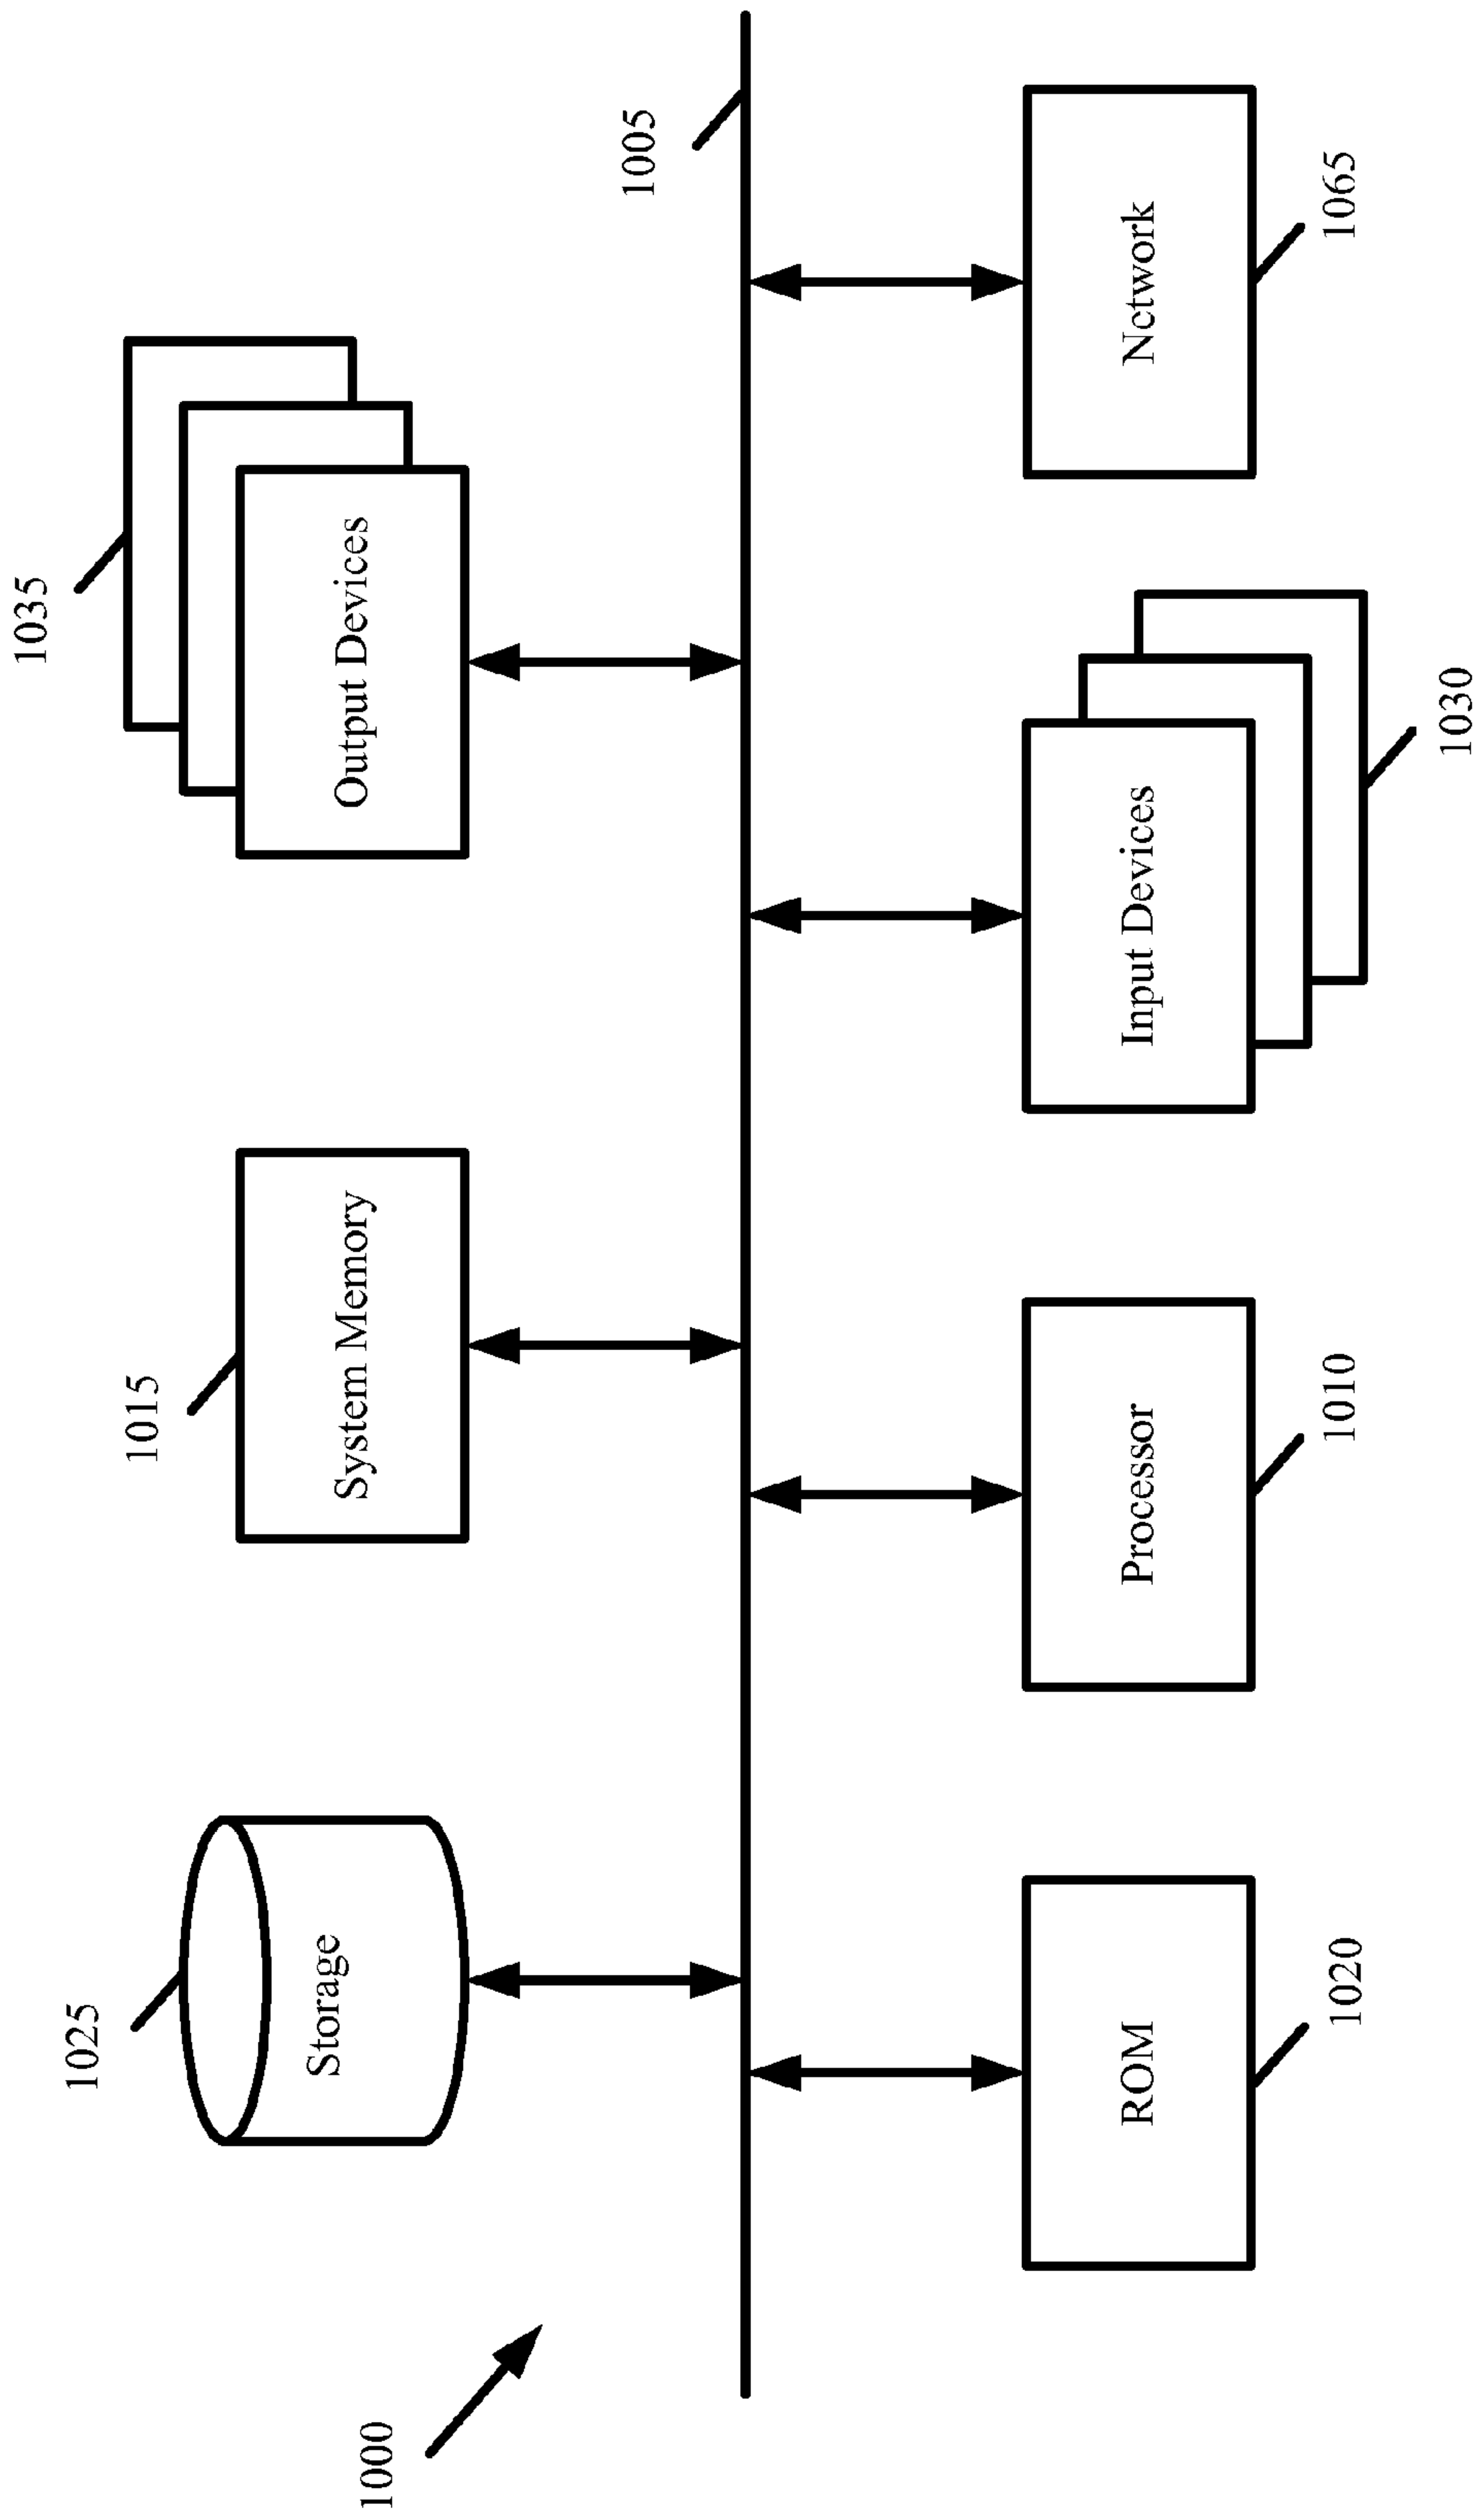 1025
1015
1035
Storage
System Memory
Output Devices
1000
1005
ROM
Processor
Input Devices
Network
1020
1010
1030
1065